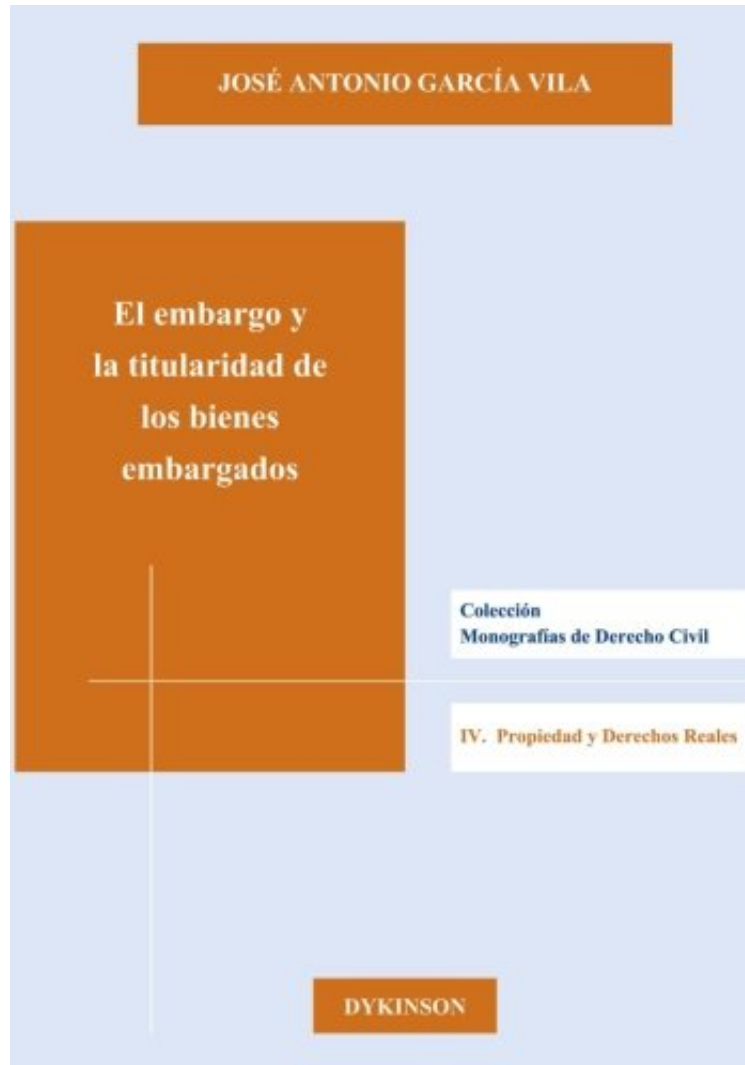 JOSÉ ANTONIO GARCÍA VILA
El embargo y
la titularidad de
los bienes
embargados
Colección
Monografías de Derecho Civil
IV. Propiedad y Derechos Reales
DYKINSON